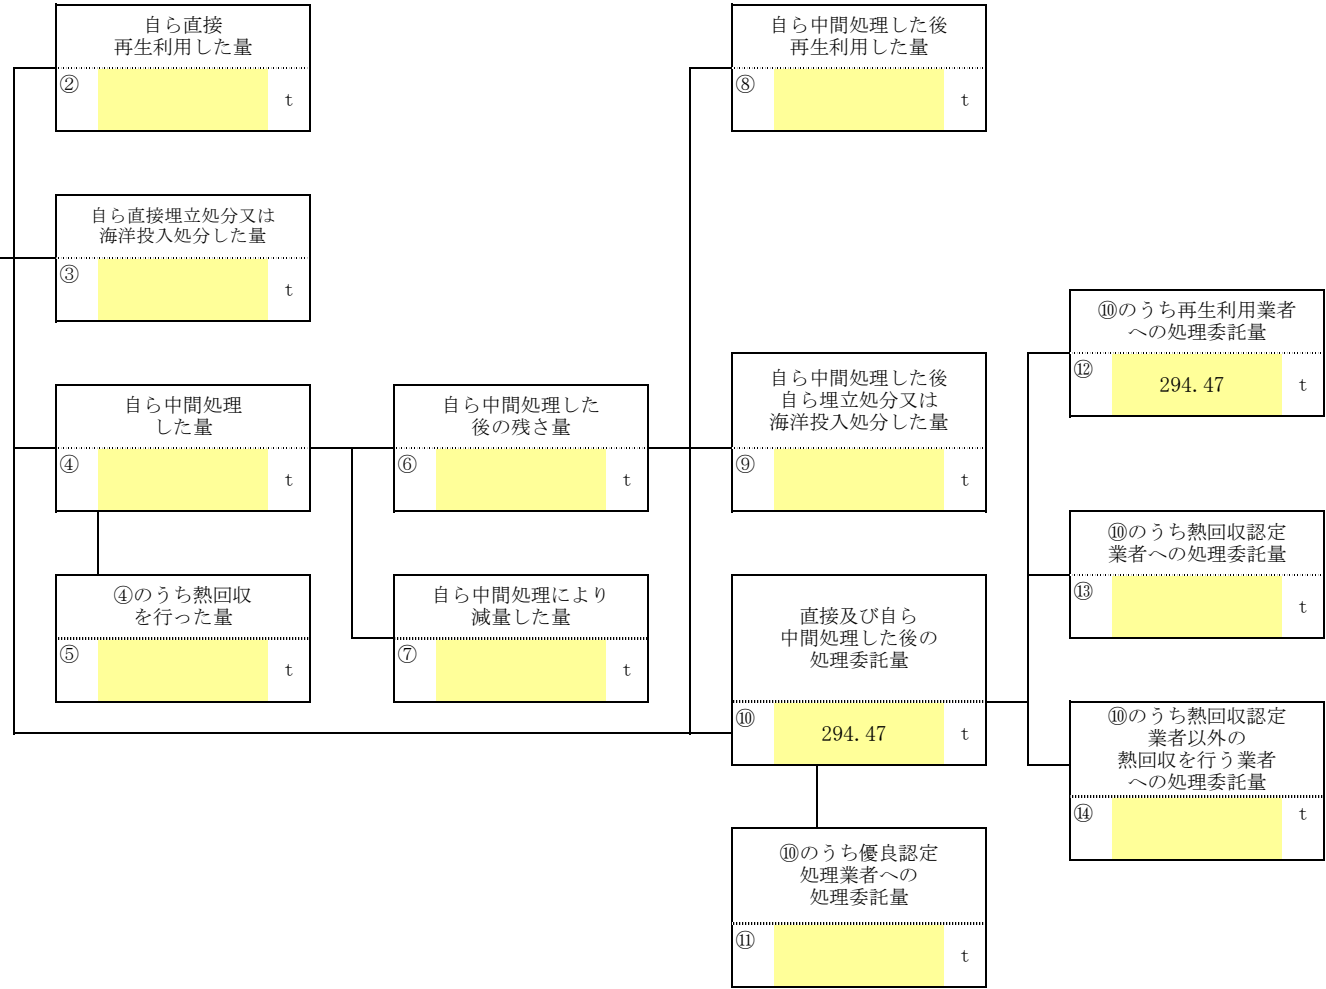 自ら直接
再生利用した量
② t
自ら直接埋立処分又は
海洋投入処分した量
③ t
自ら中間処理
した量
④ t
④のうち熱回収
を行った量
⑤ t
自ら中間処理した
後の残さ量
⑥ t
自ら中間処理により
減量した量
⑦ t
自ら中間処理した後
再生利用した量
⑧ t
自ら中間処理した後
自ら埋立処分又は
海洋投入処分した量
⑨ t
直接及び自ら
中間処理した後の
処理委託量
⑩ 294.47 t
⑩のうち優良認定
処理業者への
処理委託量
⑪ t
⑩のうち再生利用業者
への処理委託量
⑫ 294.47 t
⑩のうち熱回収認定
業者への処理委託量
⑬ t
⑩のうち熱回収認定
業者以外の
熱回収を行う業者
への処理委託量
⑭ t